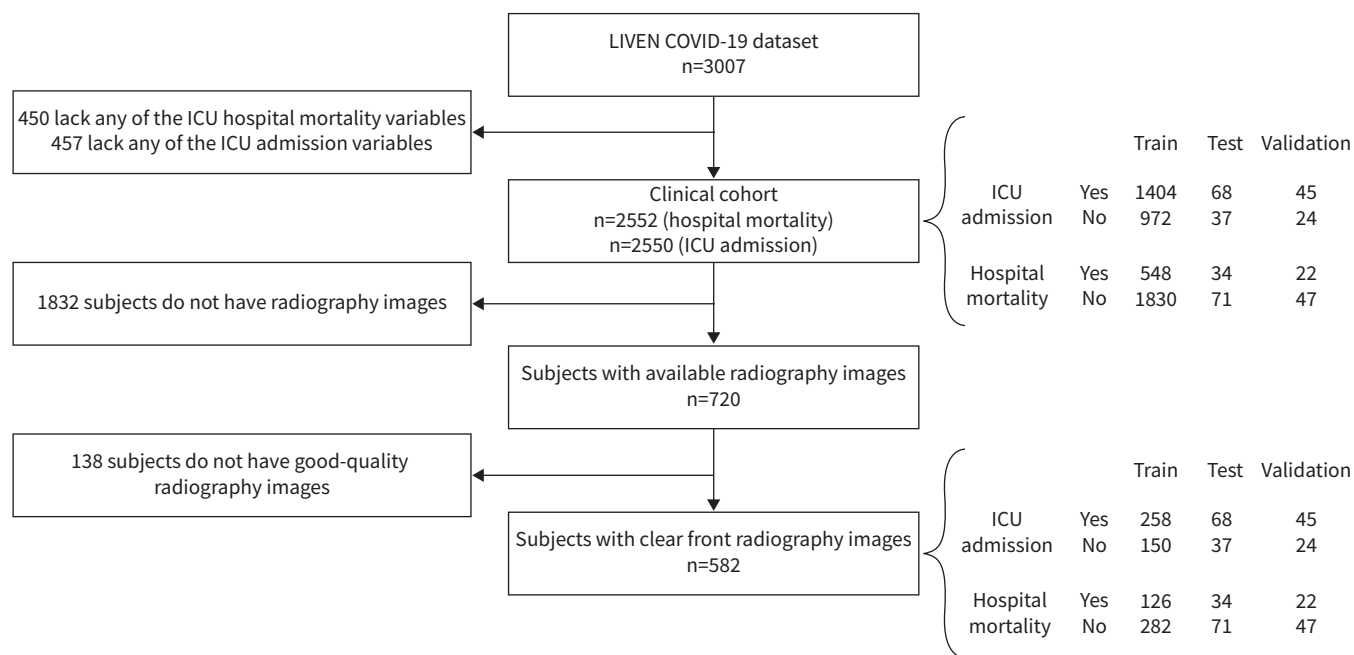 LIVEN COVID-19 dataset
n=3007
450 lack any of the ICU hospital mortality variables
457 lack any of the ICU admission variables
Clinical cohort
n=2552 (hospital mortality)
n=2550 (ICU admission)
Train Test Validation
ICU Yes 1404 68 45
admission No 972 37 24
Hospital Yes 548 34 22
mortality No 1830 71 47
1832 subjects do not have radiography images
Subjects with available radiography images
n=720
138 subjects do not have good-quality
radiography images
Subjects with clear front radiography images
n=582
Train Test Validation
ICU Yes 258 68 45
admission No 150 37 24
Hospital Yes 126 34 22
mortality No 282 71 47